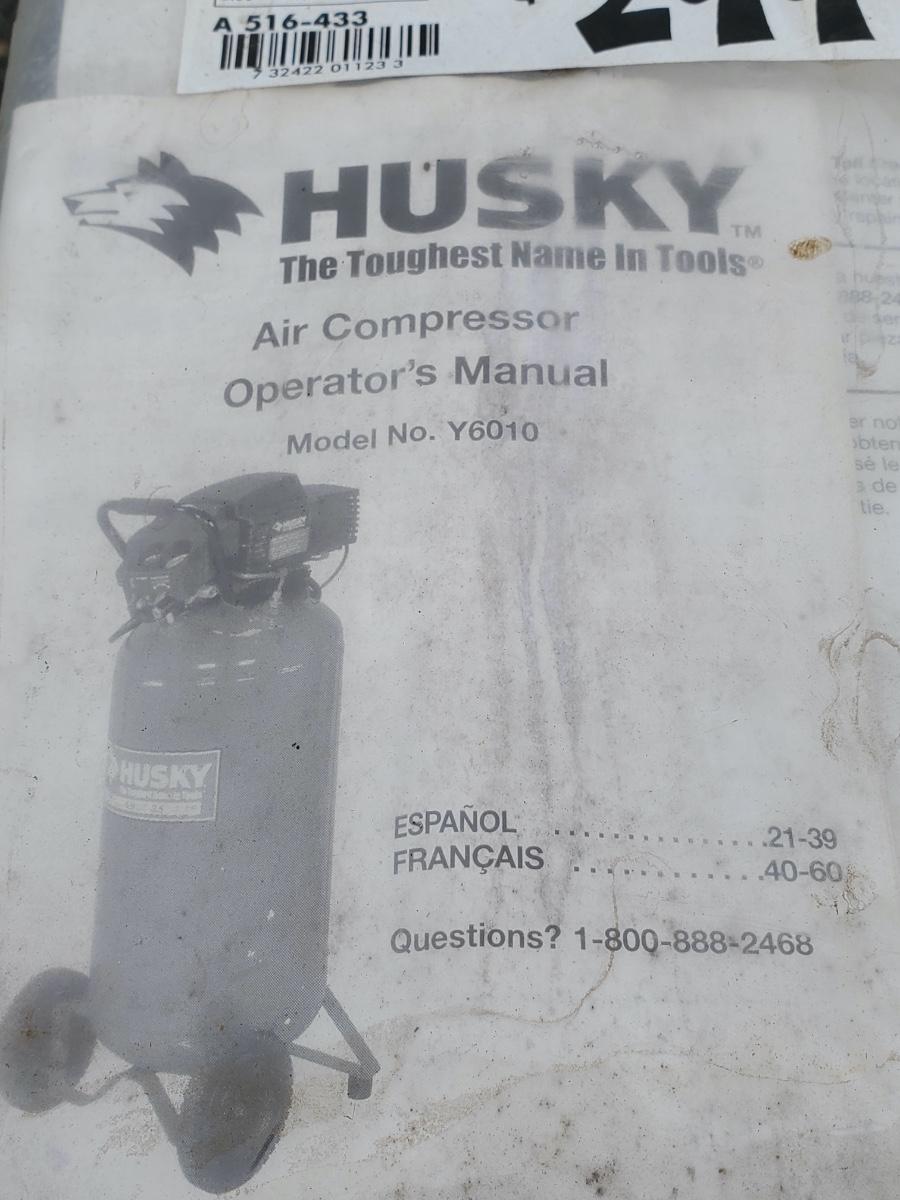 A 516-433
7 32422 01123 3
HUSKY™
The Toughest Name In Tools®
Air Compressor
Operator's Manual
Model No. Y6010
HUSKY
ESPAÑOL ..............21-39
FRANÇAIS ............40-60
Questions? 1-800-888-2468